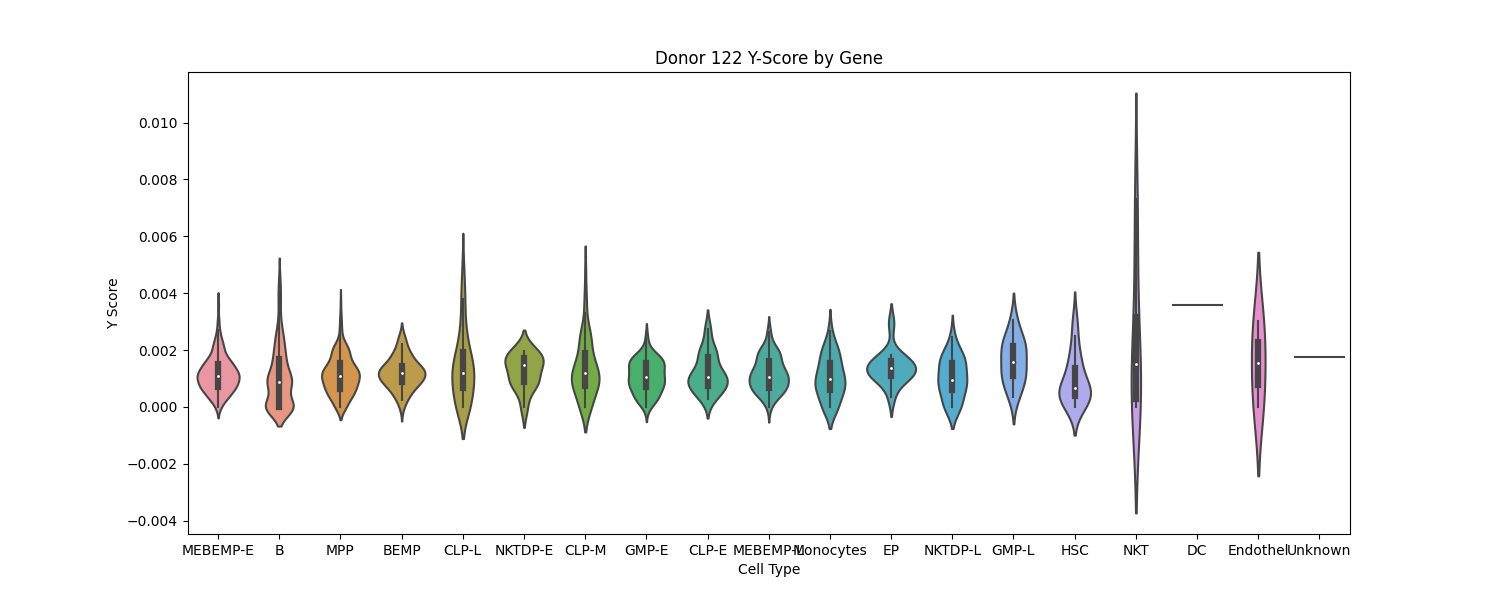 Donor 122 Y-Score by Gene
Y Score
0.010
0.008
0.006
0.004
0.002
0.000
−0.002
−0.004
MEBEMP-E B MPP BEMP CLP-L NKTDP-E CLP-M GMP-E CLP-E MEBEMP-L Monocytes EP NKTDP-L GMP-L HSC NKT DC Endothel Unknown
Cell Type